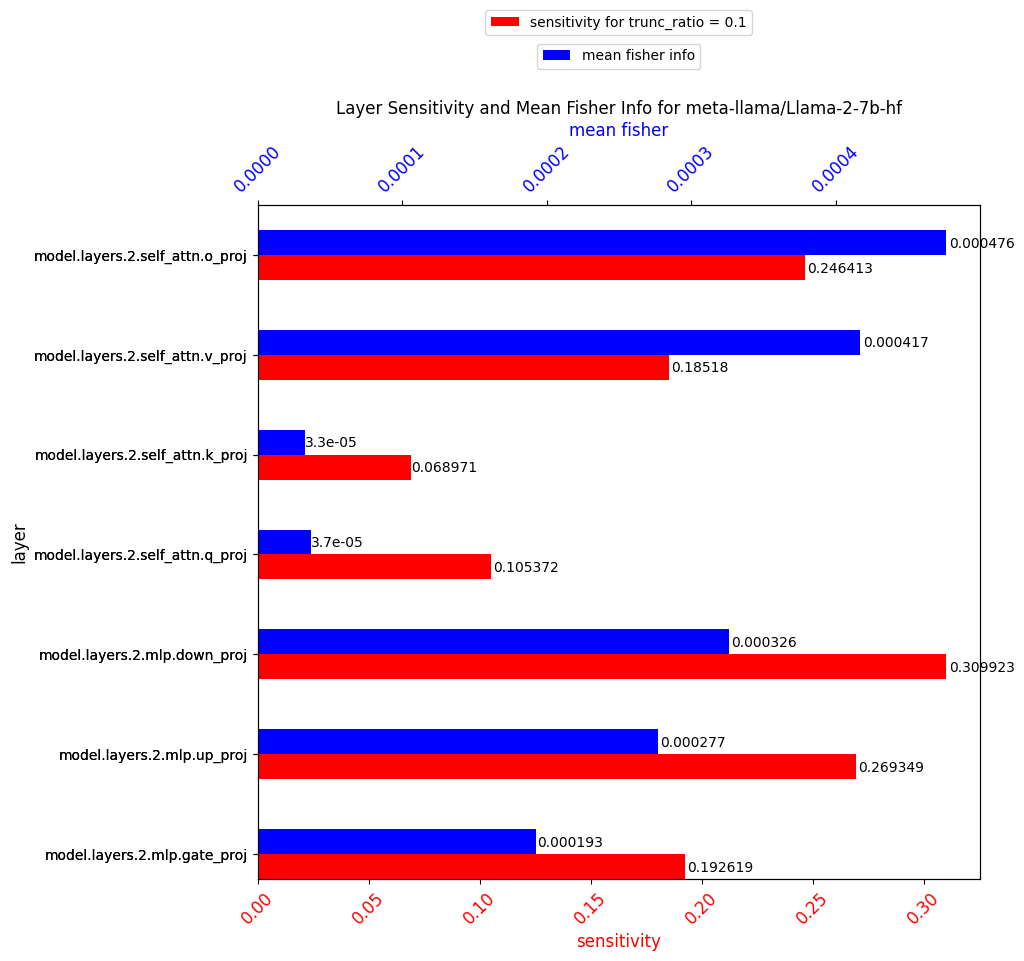 sensitivity for trunc_ratio = 0.1
mean fisher info
Layer Sensitivity and Mean Fisher Info for meta-llama/Llama-2-7b-hf
mean fisher
0.0000
0.0001
0.0002
0.0003
0.0004
model.layers.2.self_attn.o_proj
0.000476
0.246413
model.layers.2.self_attn.v_proj
0.000417
0.18518
model.layers.2.self_attn.k_proj
3.3e-05
0.068971
model.layers.2.self_attn.q_proj
3.7e-05
0.105372
layer
model.layers.2.mlp.down_proj
0.000326
0.309923
model.layers.2.mlp.up_proj
0.000277
0.269349
model.layers.2.mlp.gate_proj
0.000193
0.192619
0.00
0.05
0.10
0.15
0.20
0.25
0.30
sensitivity